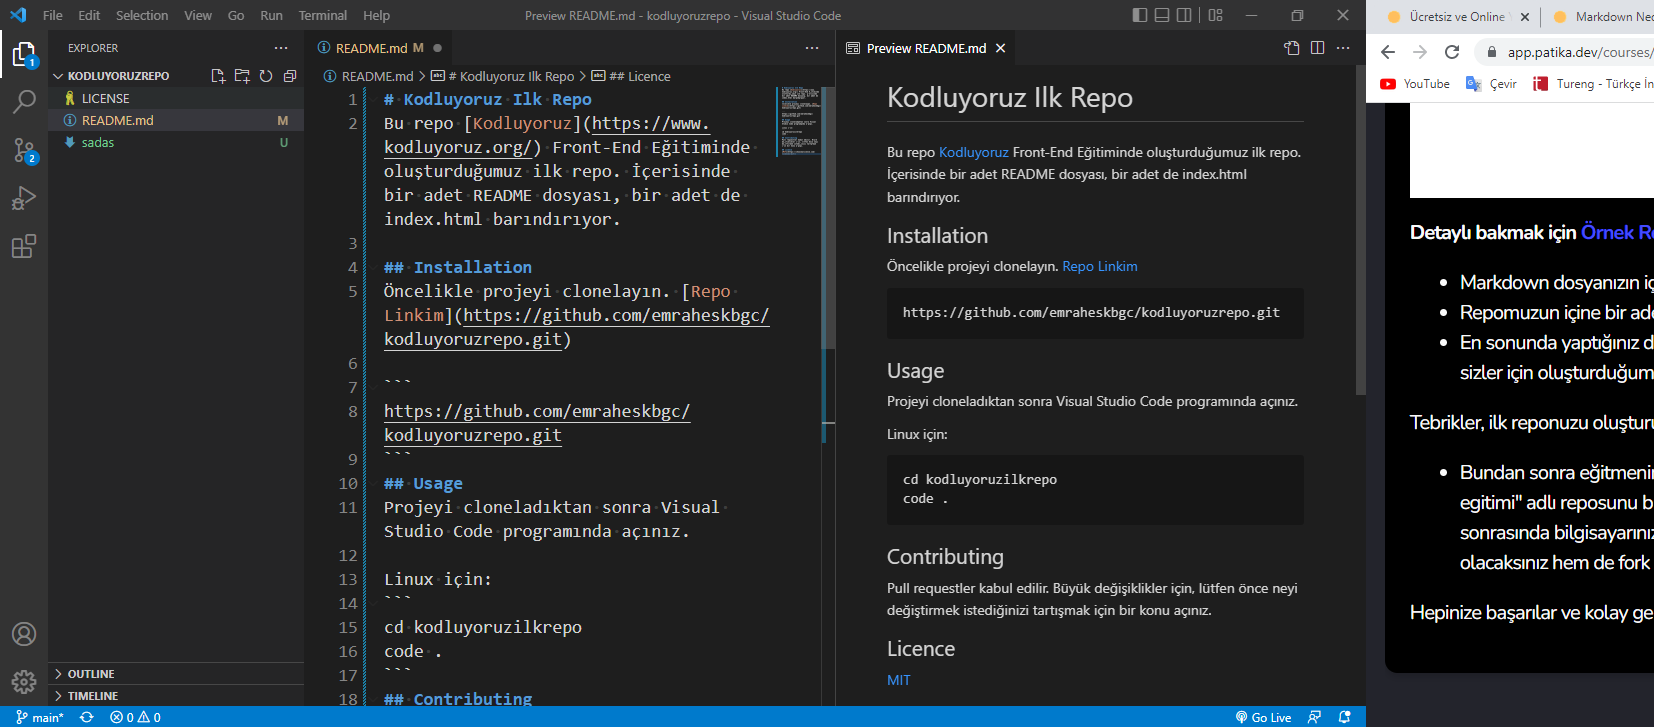 File Edit Selection View Go Run Terminal Help
Preview README.md - kodluyoruzrepo - Visual Studio Code
EXPLORER
KODLUYORUZREPO
LICENSE
README.md M
sadas U
OUTLINE
TIMELINE
README.md M
README.md > # Kodluyoruz Ilk Repo > ## Licence
1 # Kodluyoruz Ilk Repo
2 Bu repo [Kodluyoruz](https://www.
kodluyoruz.org/) Front-End Eğitiminde
oluşturduğumuz ilk repo. İçerisinde
bir adet README dosyası, bir adet de
index.html barındırıyor.
3
4 ## Installation
5 Öncelikle projeyi clonelayın. [Repo
Linkim](https://github.com/emraheskbgc/
kodluyoruzrepo.git)
6
7 ```
8 https://github.com/emraheskbgc/
kodluyoruzrepo.git
9 ```
10 ## Usage
11 Projeyi cloneladıktan sonra Visual
Studio Code programında açınız.
12
13 Linux için:
14 ```
15 cd kodluyoruzilkrepo
16 code .
17 ```
18 ## Contributing
Preview README.md
Kodluyoruz Ilk Repo
Bu repo Kodluyoruz Front-End Eğitiminde oluşturduğumuz ilk repo.
İçerisinde bir adet README dosyası, bir adet de index.html
barındırıyor.
Installation
Öncelikle projeyi clonelayın. Repo Linkim
https://github.com/emraheskbgc/kodluyoruzrepo.git
Usage
Projeyi cloneladıktan sonra Visual Studio Code programında açınız.
Linux için:
cd kodluyoruzilkrepo
code .
Contributing
Pull requestler kabul edilir. Büyük değişiklikler için, lütfen önce neyi
değiştirmek istediğinizi tartışmak için bir konu açınız.
Licence
MIT
1
2
main* 0 0
Go Live
Ücretsiz ve Online
Markdown
app.patika.dev/courses/
YouTube Çevir Tureng - Türkçe
Detaylı bakmak için Örnek
Markdown dosyanızın
Repomuzun içine bir
En sonunda yaptığınız
sizler için
Tebrikler, ilk reponuzu
Bundan sonra
egitimi" adlı reposunu
sonrasında
olacaksınız hem de fork
Hepinize başarılar ve kolay